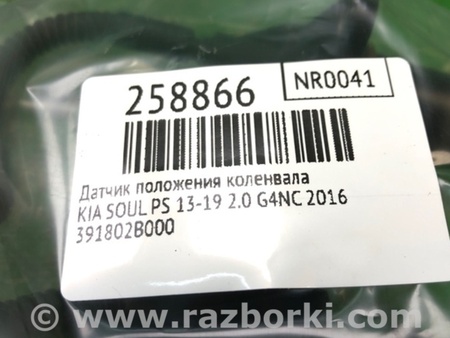 258866
NR0041
Датчик положения коленвала
KIA SOUL PS 13-19 2.0 G4NC 2016
391802B000
© www.razborki.com